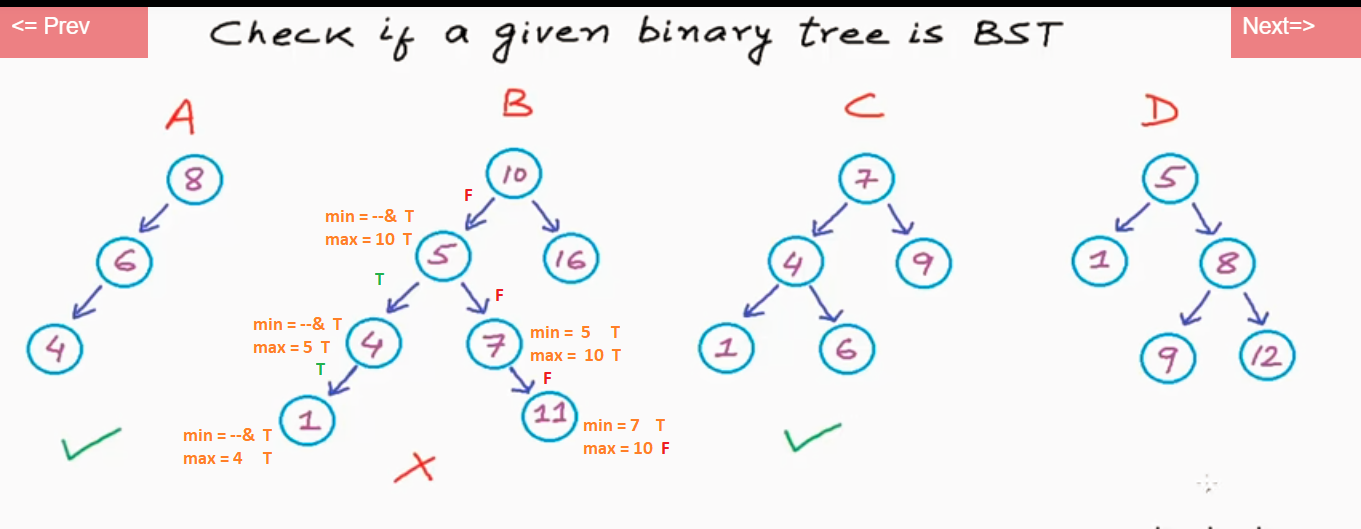 <= Prev
Check if a given binary tree is BST
Next=>
A
B
C
D
8
10
7
5
F
min = --& T
max = 10 T
6
5
16
4
9
1
8
T
F
min = --& T
max = 5 T
4
4
7
min = 5 T
max = 10 T
1
6
9
12
T
F
1
11
min = --& T
max = 4 T
min = 7 T
max = 10 F